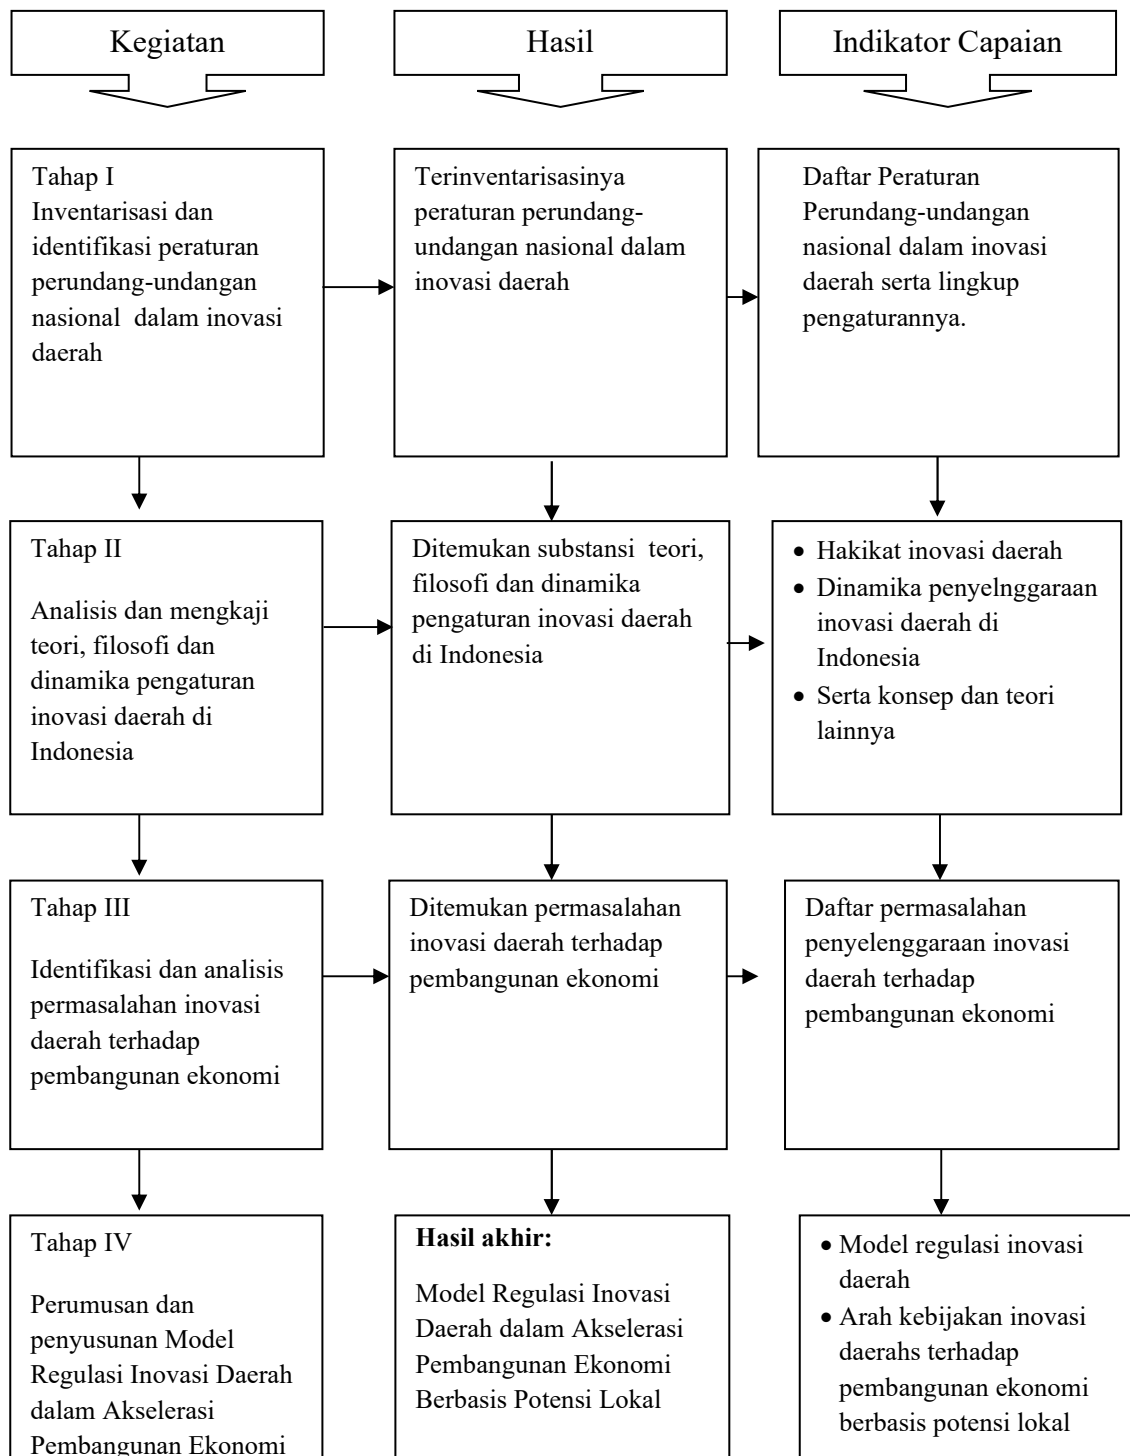 Kegiatan
Hasil
Indikator Capaian
Tahap I
Inventarisasi dan
identifikasi peraturan
perundang-undangan
nasional  dalam inovasi
daerah
Terinventarisasinya
peraturan perundang-
undangan nasional dalam
inovasi daerah
Daftar Peraturan
Perundang-undangan
nasional dalam inovasi
daerah serta lingkup
pengaturannya.
Tahap II
Analisis dan mengkaji
teori, filosofi dan
dinamika pengaturan
inovasi daerah di
Indonesia
Ditemukan substansi  teori,
filosofi dan dinamika
pengaturan inovasi daerah
di Indonesia
• Hakikat inovasi daerah
• Dinamika penyelnggaraan
inovasi daerah di
Indonesia
• Serta konsep dan teori
lainnya
Tahap III
Identifikasi dan analisis
permasalahan inovasi
daerah terhadap
pembangunan ekonomi
Ditemukan permasalahan
inovasi daerah terhadap
pembangunan ekonomi
Daftar permasalahan
penyelenggaraan inovasi
daerah terhadap
pembangunan ekonomi
Tahap IV
Perumusan dan
penyusunan Model
Regulasi Inovasi Daerah
dalam Akselerasi
Pembangunan Ekonomi
Hasil akhir:
Model Regulasi Inovasi
Daerah dalam Akselerasi
Pembangunan Ekonomi
Berbasis Potensi Lokal
• Model regulasi inovasi
daerah
• Arah kebijakan inovasi
daerahs terhadap
pembangunan ekonomi
berbasis potensi lokal